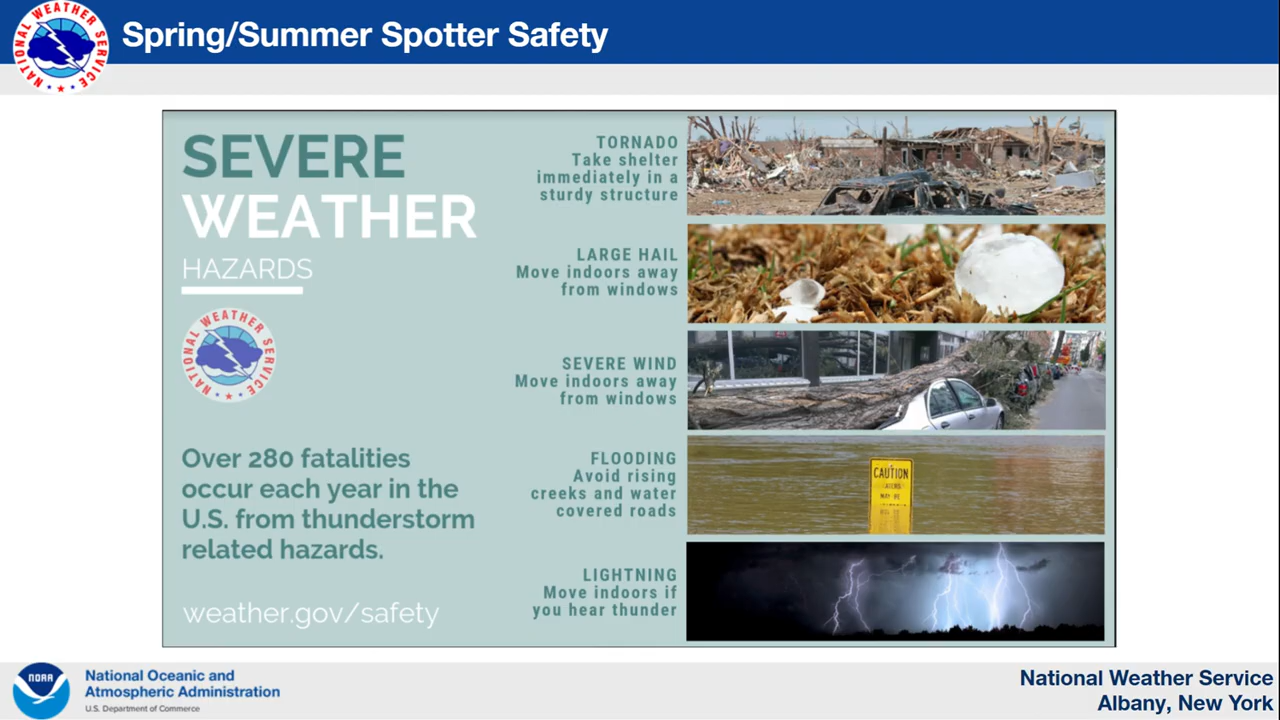 Spring/Summer Spotter Safety
NATIONAL WEATHER SERVICE
SEVERE
WEATHER
HAZARDS
NATIONAL WEATHER SERVICE
Over 280 fatalities
occur each year in the
U.S. from thunderstorm
related hazards.
weather.gov/safety
TORNADO
Take shelter
immediately in a
sturdy structure
LARGE HAIL
Move indoors away
from windows
SEVERE WIND
Move indoors away
from windows
FLOODING
Avoid rising
creeks and water
covered roads
CAUTION
MAY BE
LIGHTNING
Move indoors if
you hear thunder
NOAA
National Oceanic and
Atmospheric Administration
U.S. Department of Commerce
National Weather Service
Albany, New York